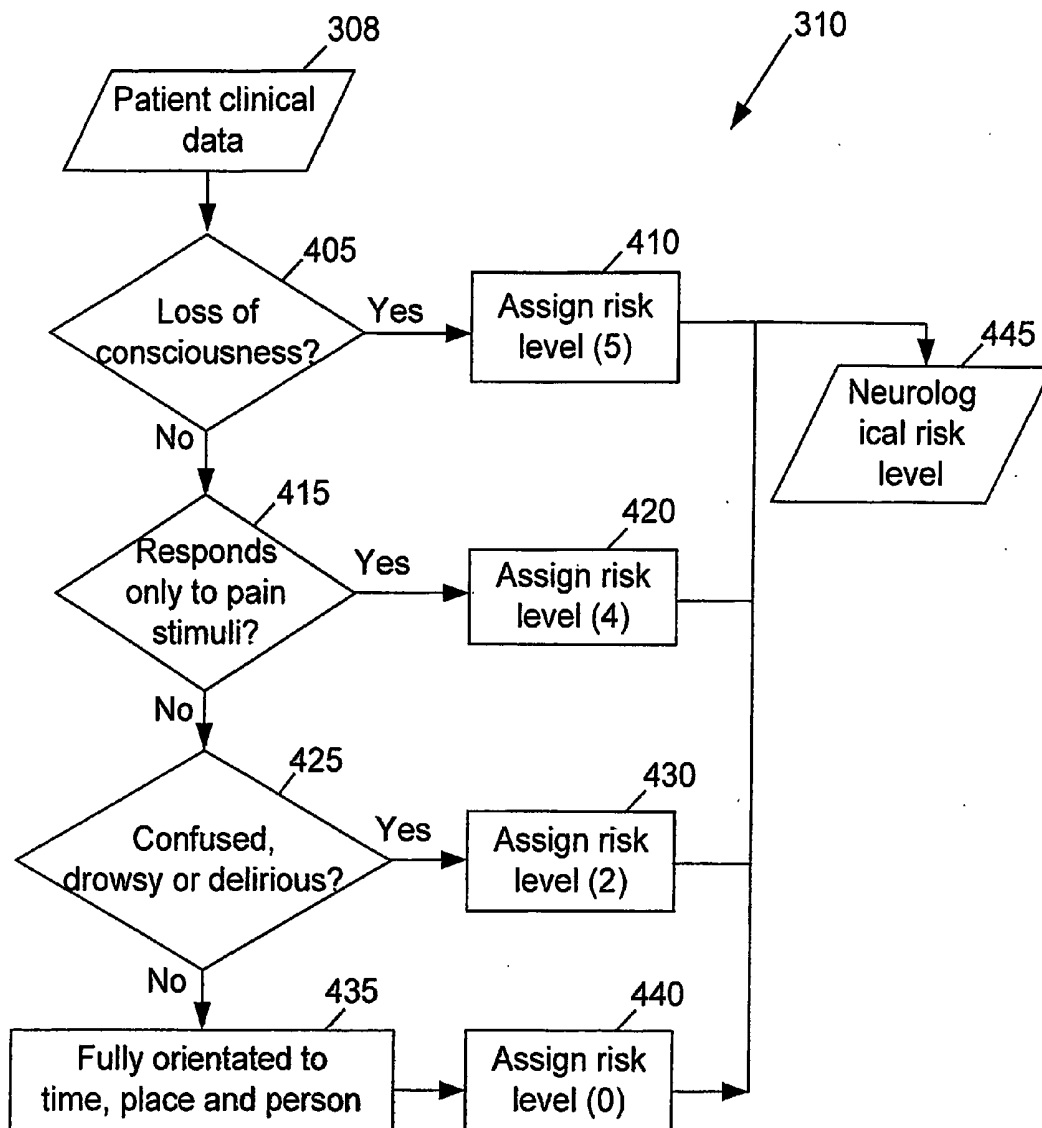 308
310
Patient clinical
data
405
Loss of
consciousness?
Yes
410
Assign risk
level (5)
445
Neurolog
ical risk
level
No
415
Responds
only to pain
stimuli?
Yes
420
Assign risk
level (4)
No
425
Confused,
drowsy or delirious?
Yes
430
Assign risk
level (2)
No
435
Fully orientated to
time, place and person
440
Assign risk
level (0)